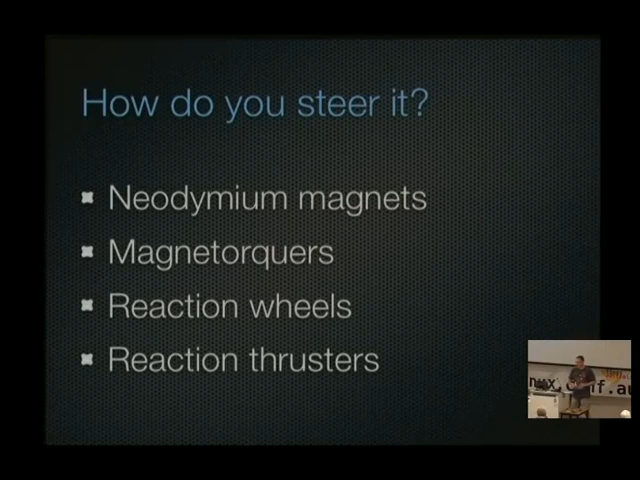 How do you steer it?
Neodymium magnets
Magnetorquers
Reaction wheels
Reaction thrusters